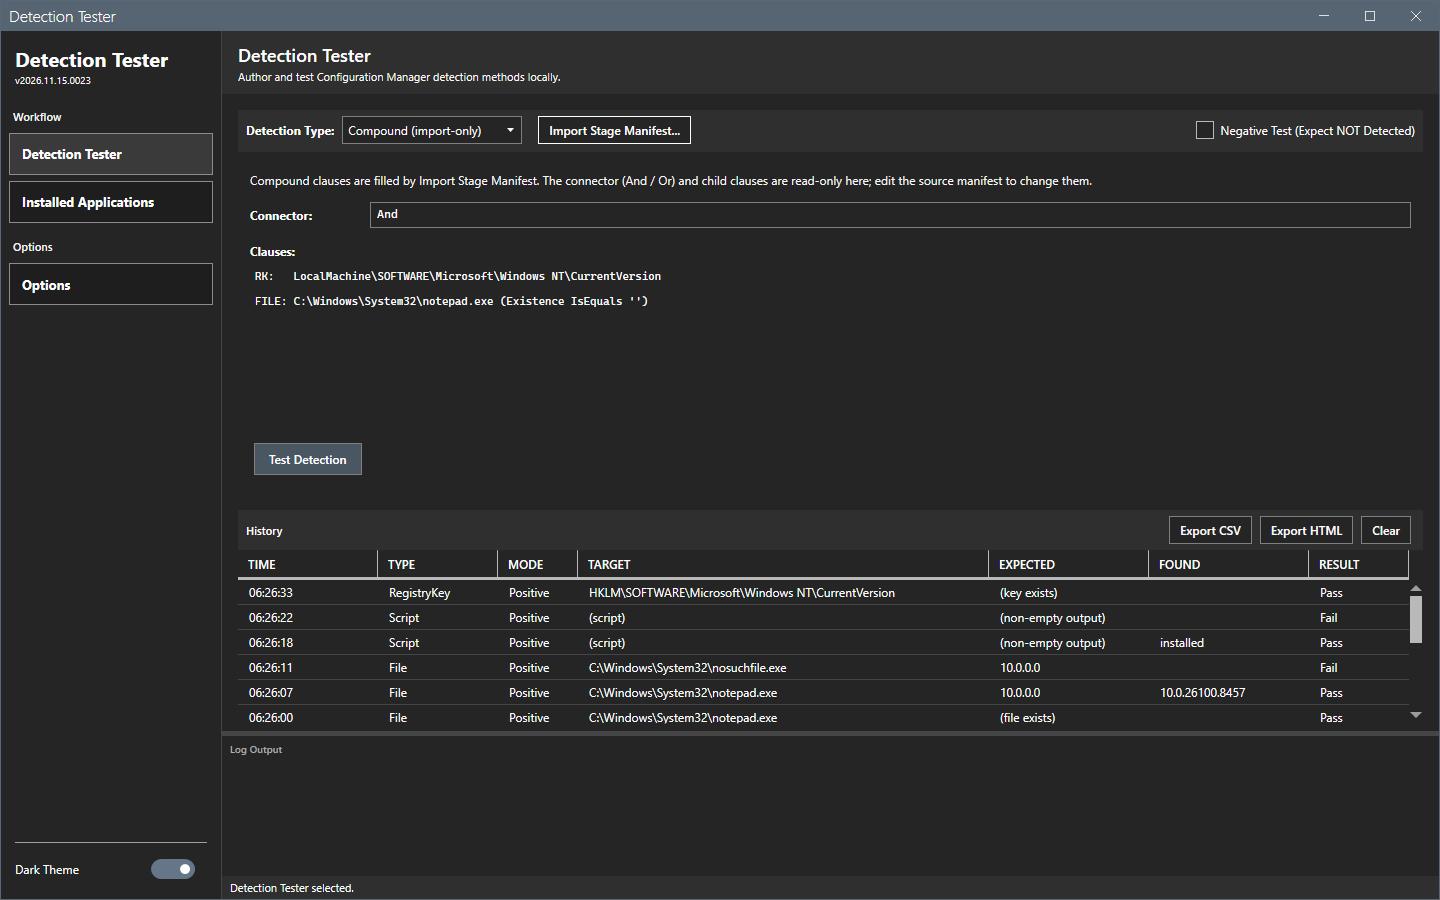 Detection Tester
Detection Tester
v2026.11.15.0023
Workflow
Detection Tester
Installed Applications
Options
Options
Dark Theme
Detection Tester
Author and test Configuration Manager detection methods locally.
Detection Type: Compound (import-only) Import Stage Manifest... Negative Test (Expect NOT Detected)
Compound clauses are filled by Import Stage Manifest. The connector (And / Or) and child clauses are read-only here; edit the source manifest to change them.
Connector: And
Clauses:
RK: LocalMachine\SOFTWARE\Microsoft\Windows NT\CurrentVersion
FILE: C:\Windows\System32\notepad.exe (Existence IsEquals '')
Test Detection
History Export CSV Export HTML Clear
TIME TYPE MODE TARGET EXPECTED FOUND RESULT
06:26:33 RegistryKey Positive HKLM\SOFTWARE\Microsoft\Windows NT\CurrentVersion (key exists) Pass
06:26:22 Script Positive (script) (non-empty output) Fail
06:26:18 Script Positive (script) (non-empty output) installed Pass
06:26:11 File Positive C:\Windows\System32\nosuchfile.exe 10.0.0.0 Fail
06:26:07 File Positive C:\Windows\System32\notepad.exe 10.0.0.0 10.0.26100.8457 Pass
06:26:00 File Positive C:\Windows\System32\notepad.exe (file exists) Pass
Log Output
Detection Tester selected.